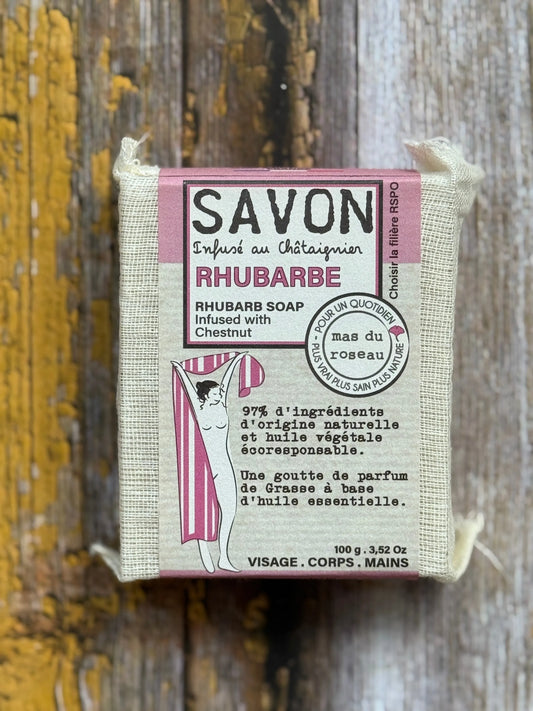 SAVON
Infusé au Châtaignier
RHUBARBE
RHUBARB SOAP
Infused with
Chestnut
Choisir la filière RSPO
POUR UN QUOTIDIEN
mas du
roseau
PLUS VRAI PLUS SAIN PLUS NATURE
97% d'ingrédients
d'origine naturelle
et huile végétale
écoresponsable.
Une goutte de parfum
de Grasse à base
d'huile essentielle.
100 g . 3,52 Oz
VISAGE . CORPS . MAINS